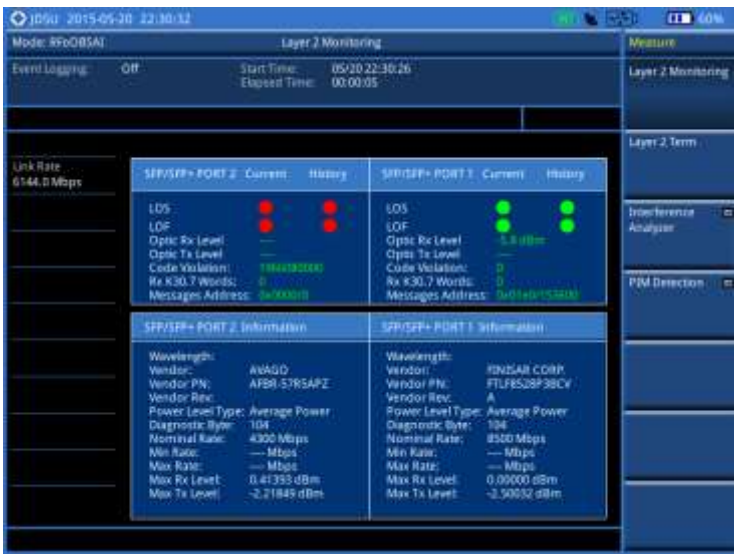 JDSU 2015-05-20 22:30:32
60%
Mode: RFoOBSAI
Layer 2 Monitoring
Measure
Event Logging: Off
Start Time: 05/20 22:30:26
Elapsed Time: 00:00:05
Layer 2 Monitoring
Layer 2 Term
Interference
Analyzer
PIM Detection
Link Rate
6144.0 Mbps
SFP/SFP+ PORT 2 Current History
LOS
LOF
Optic Rx Level ---
Optic Tx Level ---
Code Violation:
Rx K30.7 Words: 0
Messages Address:
SFP/SFP+ PORT 1 Current History
LOS
LOF
Optic Rx Level -5.8 dBm
Optic Tx Level ---
Code Violation: 0
Rx K30.7 Words: 0
Messages Address:
SFP/SFP+ PORT 2 Information
Wavelength:
Vendor: AVAGO
Vendor PN: AFBR-57R5APZ
Vendor Rev:
Power Level Type: Average Power
Diagnostic Byte: 104
Nominal Rate: 4300 Mbps
Min Rate: --- Mbps
Max Rate: --- Mbps
Max Rx Level: 0.41393 dBm
Max Tx Level: -2.21849 dBm
SFP/SFP+ PORT 1 Information
Wavelength:
Vendor: FINISAR CORP.
Vendor PN: FTLF8528P3BCV
Vendor Rev: A
Power Level Type: Average Power
Diagnostic Byte: 104
Nominal Rate: 8500 Mbps
Min Rate: --- Mbps
Max Rate: --- Mbps
Max Rx Level: 0.00000 dBm
Max Tx Level: -2.50032 dBm